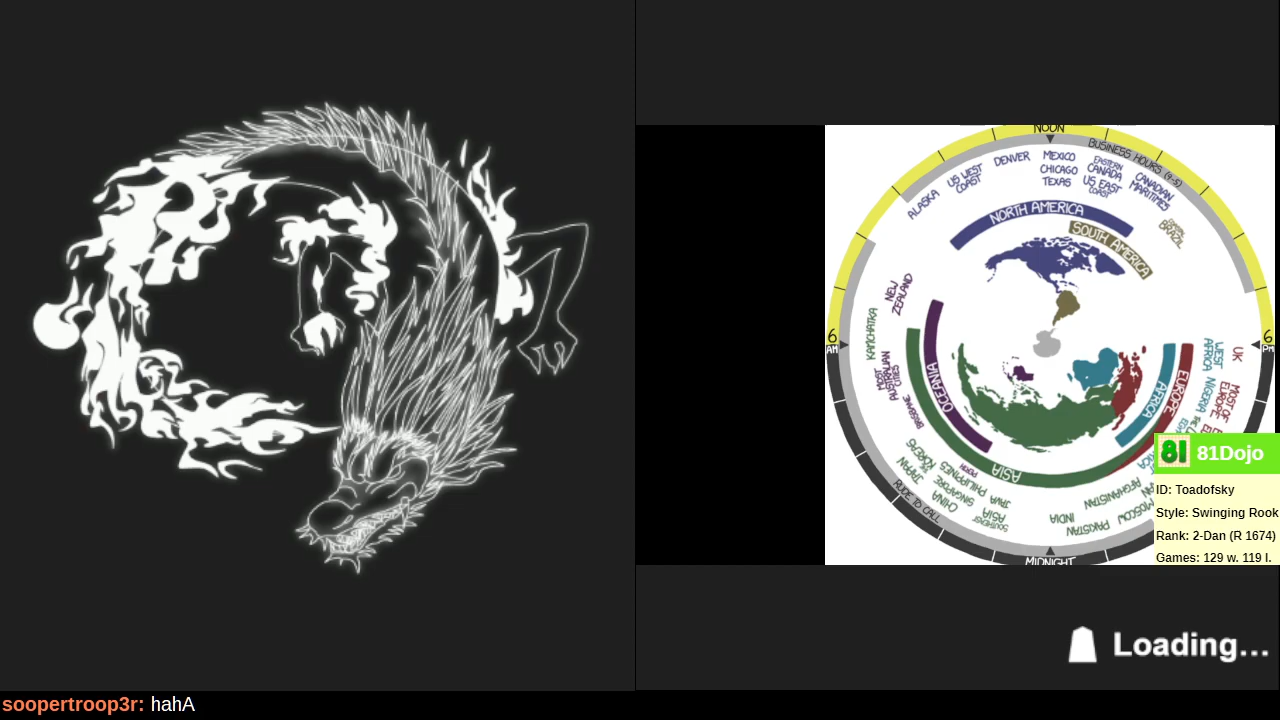 NOON
BUSINESS HOURS (9-5)
ALASKA
US WEST
COAST
DENVER
MEXICO
CHICAGO
TEXAS
EASTERN
CANADA
US EAST
COAST
CANADIAN
MARITIMES
BRAZIL
NORTH AMERICA
SOUTH AMERICA
NEW
ZEALAND
KAMCHATKA
MOST
AUSTRALIAN
CITIES
BRISBANE
OCEANIA
ASIA
AFRICA
EUROPE
UK
WEST
AFRICA
NIGERIA
MOST OF
EUROPE
6
AM
6
PM
KOREAS
JAPAN
PHILIPPINES
SINGAPORE
CHINA
JAVA
SOUTHEAST
ASIA
INDIA
PAKISTAN
AFGHANISTAN
MOSCOW
RUDE TO CALL
MIDNIGHT
81 81Dojo
ID: Toadofsky
Style: Swinging Rook
Rank: 2-Dan (R 1674)
Games: 129 w. 119 l.
Loading...
soopertroop3r: hahA